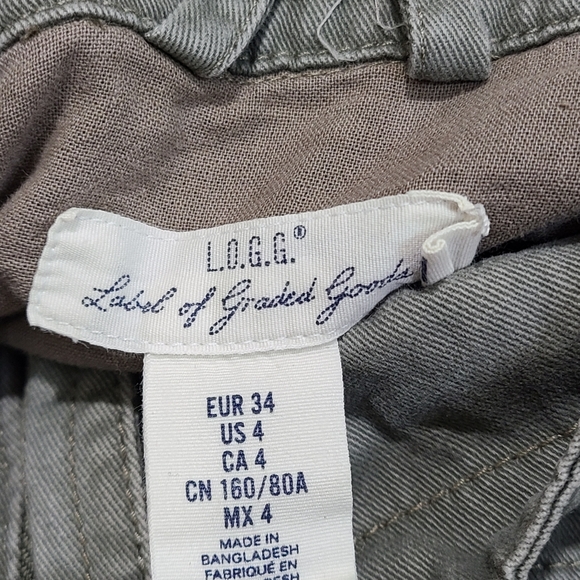 L.O.G.G.®
Label of Graded Goods
EUR 34
US 4
CA 4
CN 160/80A
MX 4
MADE IN
BANGLADESH
FABRIQUÉ EN